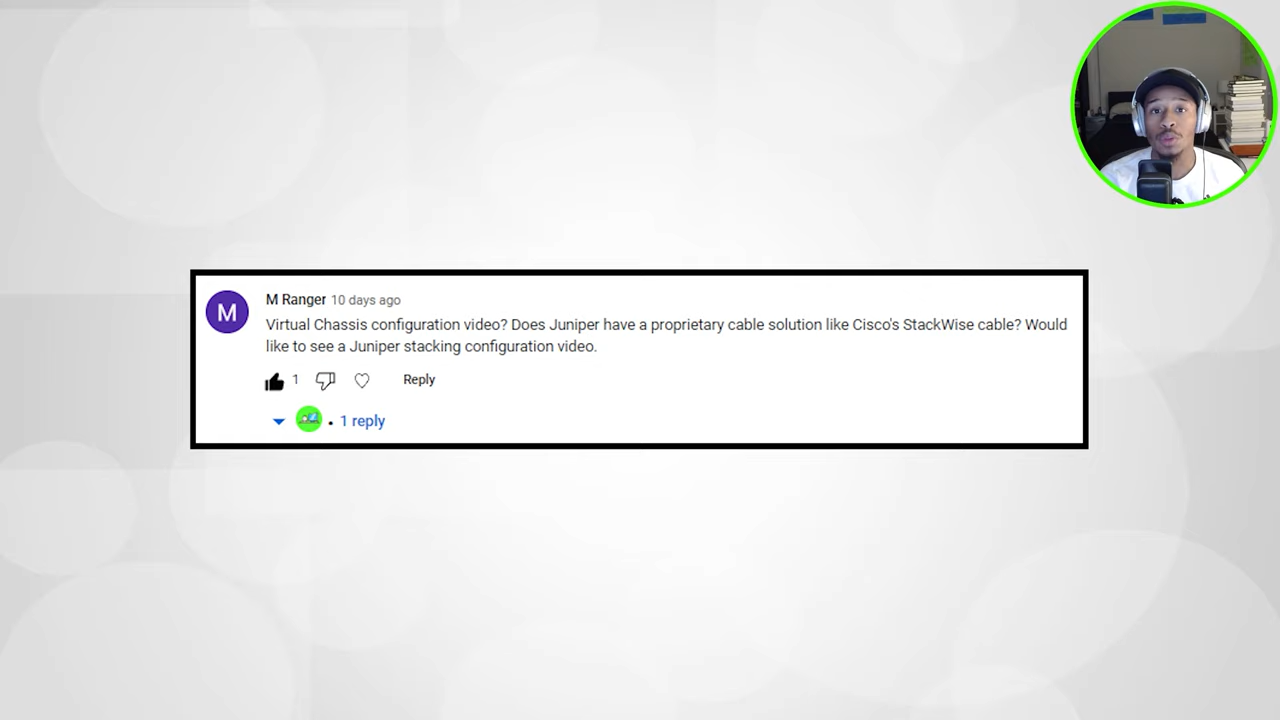 M
M Ranger 10 days ago
Virtual Chassis configuration video? Does Juniper have a proprietary cable solution like Cisco's StackWise cable? Would
like to see a Juniper stacking configuration video.
1 Reply
1 reply